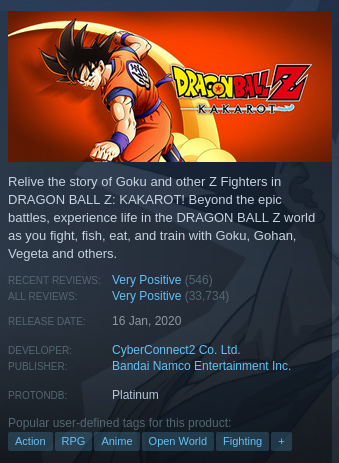 DRAGON BALL Z
KAKAROT
Relive the story of Goku and other Z Fighters in
DRAGON BALL Z: KAKAROT! Beyond the epic
battles, experience life in the DRAGON BALL Z world
as you fight, fish, eat, and train with Goku, Gohan,
Vegeta and others.
RECENT REVIEWS: Very Positive (546)
ALL REVIEWS: Very Positive (33,734)
RELEASE DATE: 16 Jan, 2020
DEVELOPER: CyberConnect2 Co. Ltd.
PUBLISHER: Bandai Namco Entertainment Inc.
PROTONDB: Platinum
Popular user-defined tags for this product:
Action RPG Anime Open World Fighting +